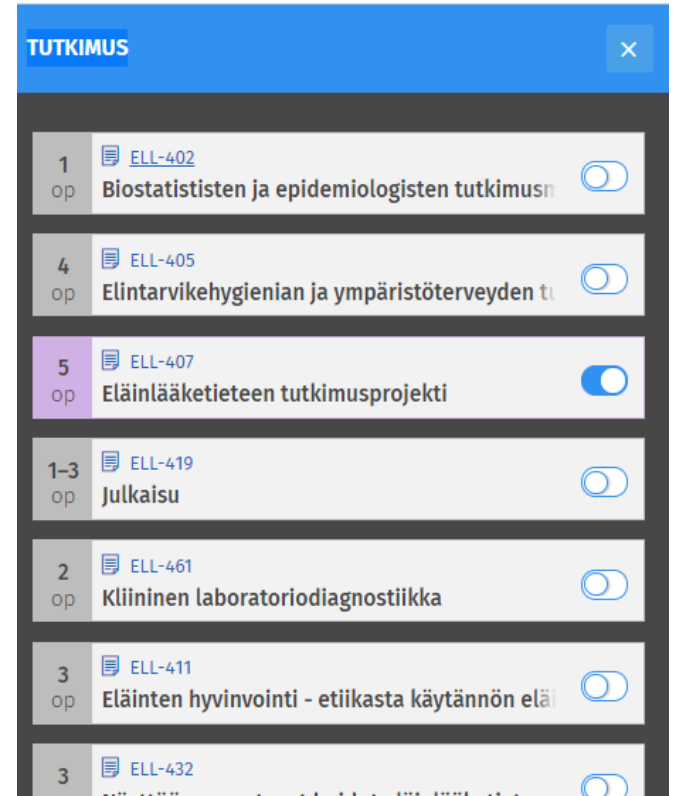 TUTKIMUS
1
op
ELL-402
Biostatististen ja epidemiologisten
4
op
ELL-405
Elintarvikehygienian ja ympäristöterveyden
5
op
ELL-407
Eläinlääketieteen tutkimusprojekti
1–3
op
ELL-419
Julkaisu
2
op
ELL-461
Kliininen laboratoriodiagnostiikka
3
op
ELL-411
Eläinten hyvinvointi - etiikasta käytännön
3
ELL-432